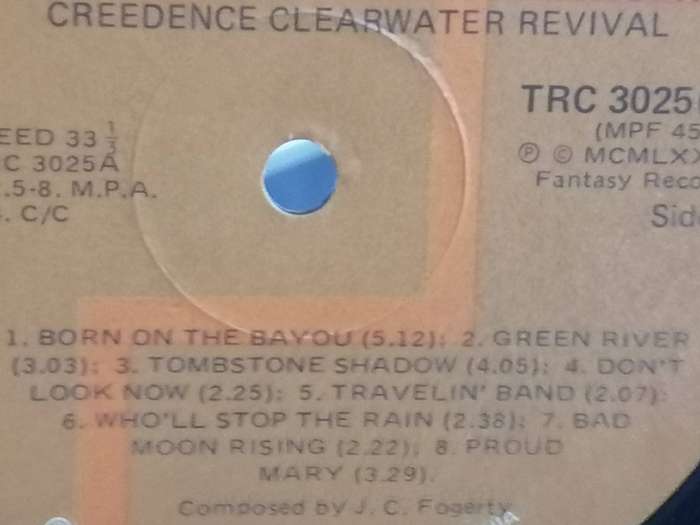 CREEDENCE CLEARWATER REVIVAL
TRC 3025
(MPF 45
EED 33 1/3
C 3025A
Ⓟ © MCMLXX
.5-8. M.P.A.
Fantasy Reco
. C/C
Sid
1. BORN ON THE BAYOU (5.12); 2. GREEN RIVER
(3.03); 3. TOMBSTONE SHADOW (4.05); 4. DON'T
LOOK NOW (2.25); 5. TRAVELIN' BAND (2.07);
6. WHO'LL STOP THE RAIN (2.38); 7. BAD
MOON RISING (2.22); 8. PROUD
MARY (3.29).
Composed by J. C. Fogerty